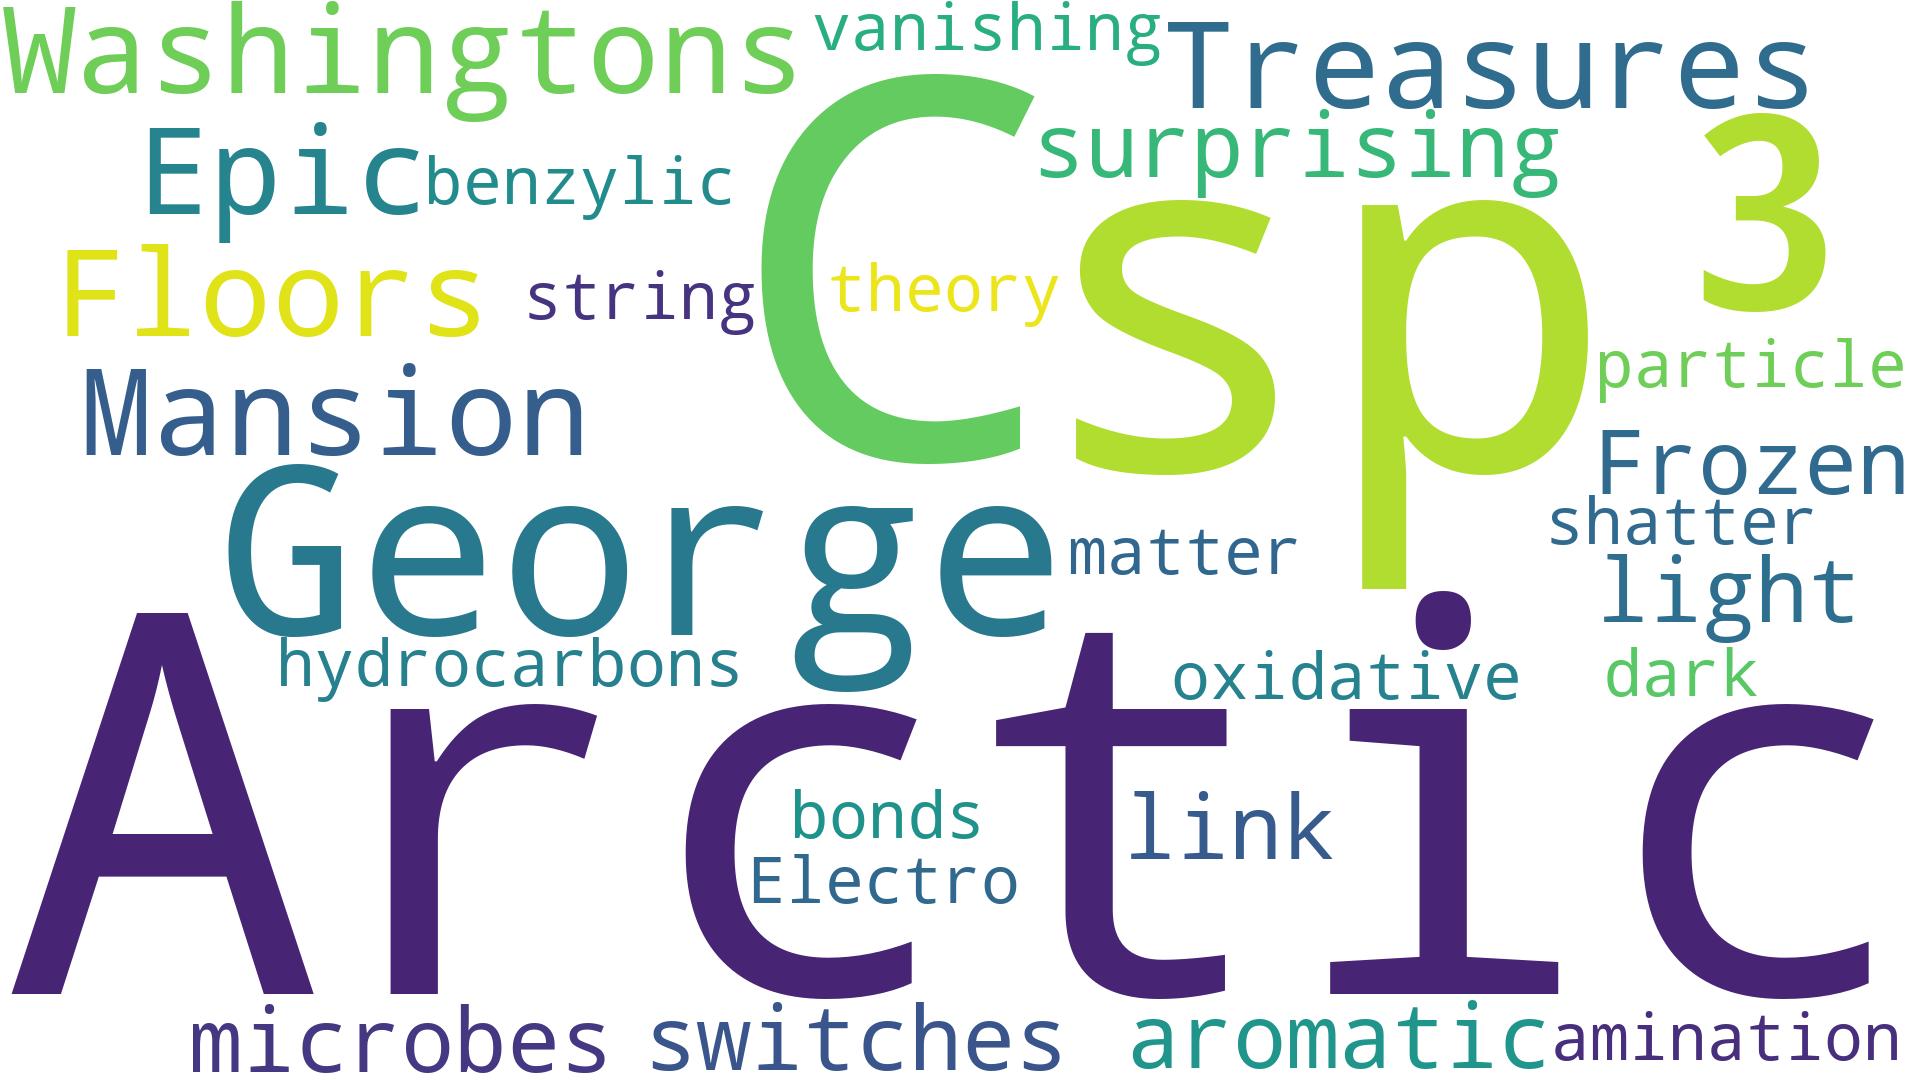 Washingtons
vanishing
Treasures
Epic
benzylic
C
surprising
sp
3
Floors
string
theory
particle
Mansion
George
matter
Frozen
shatter
light
hydrocarbons
oxidative
dark
Arctic
bonds
link
Electro
microbes
switches
aromatic
amination